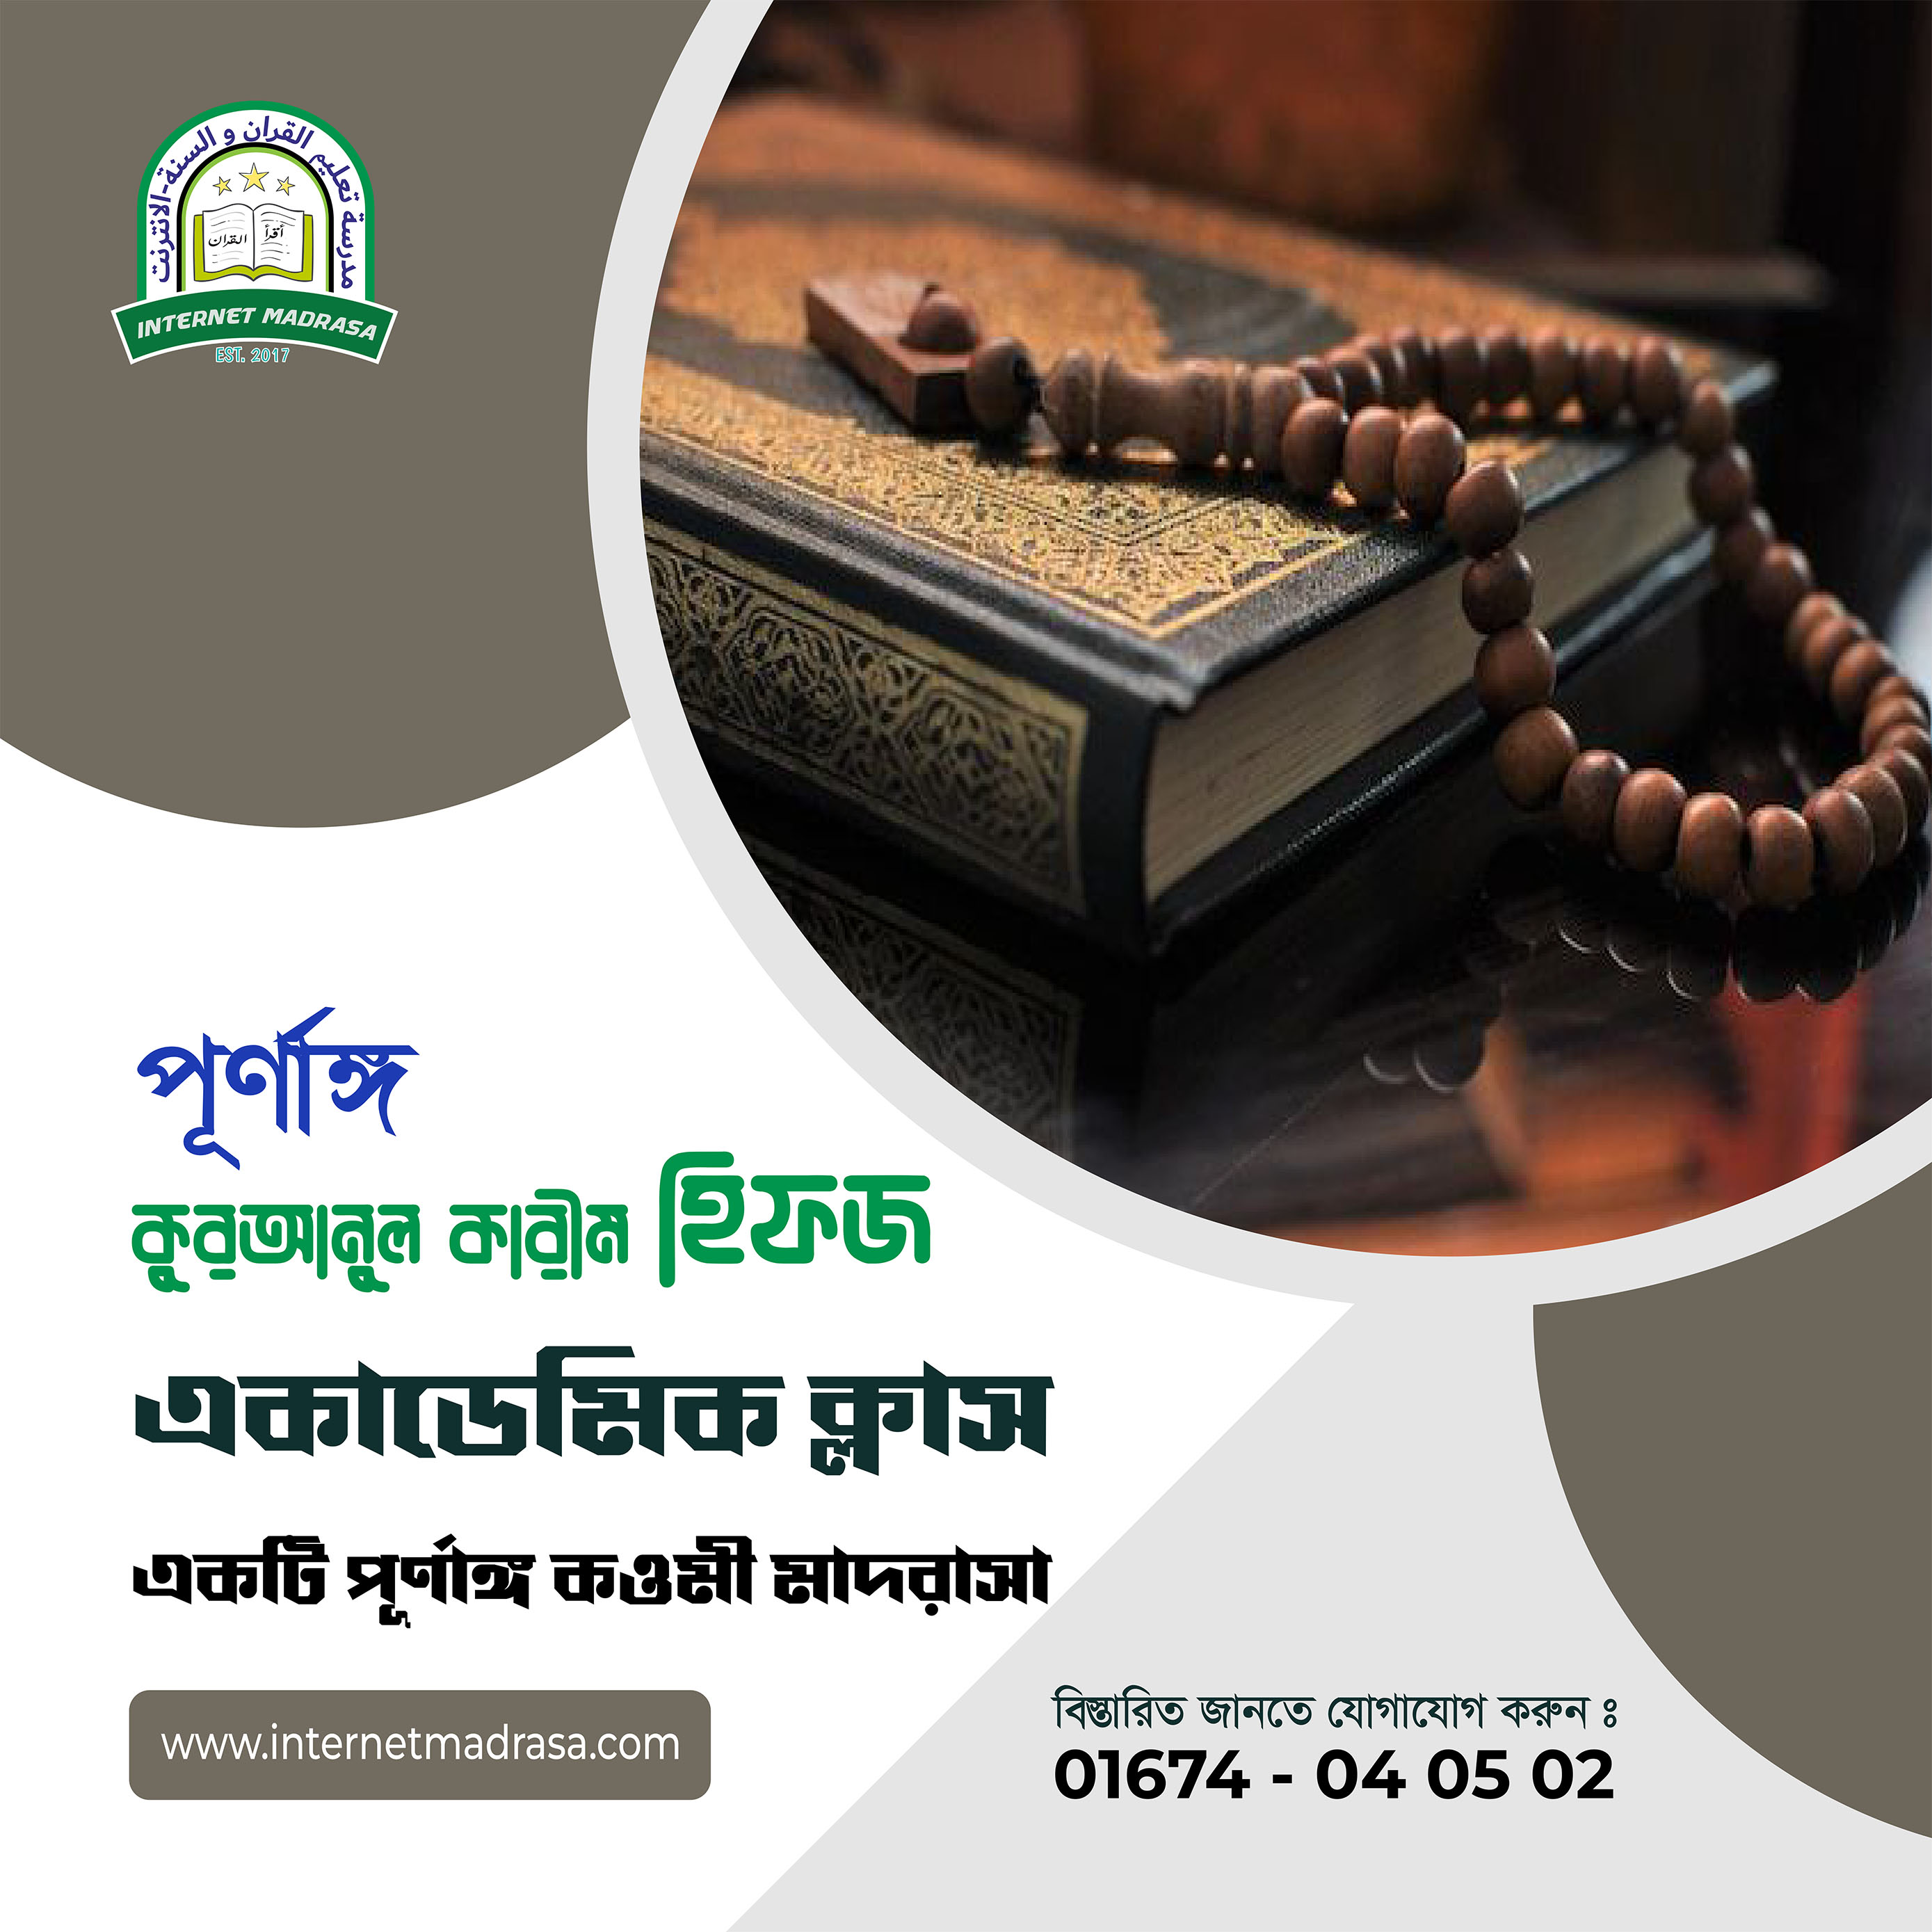 مدرسة تعليم القران و السنة-الانترنت
أقرأ القران
INTERNET MADRASA
EST. 2017
পূর্ণাঙ্গ
কুরআনুল কারীম হিফজ
একাডেমিক ক্লাস
একটি পূর্ণাঙ্গ কওমী মাদরাসা
www.internetmadrasa.com
বিস্তারিত জানতে যোগাযোগ করুন ঃ
01674 - 04 05 02